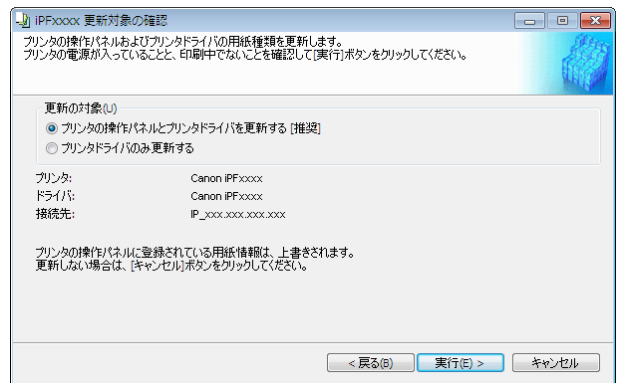 iPFxxxx 更新対象の確認
プリンタの操作パネルおよびプリンタドライバの用紙種類を更新します。
プリンタの電源が入っていることと、印刷中でないことを確認して[実行]ボタンをクリックしてください。
更新の対象(U)
プリンタの操作パネルとプリンタドライバを更新する [推奨]
プリンタドライバのみ更新する
プリンタ: Canon iPFxxxx
ドライバ: Canon iPFxxxx
接続先: IP_xxx.xxx.xxx.xxx
プリンタの操作パネルに登録されている用紙情報は、上書きされます。
更新しない場合は、[キャンセル]ボタンをクリックしてください。
< 戻る(B) 実行(E) > キャンセル